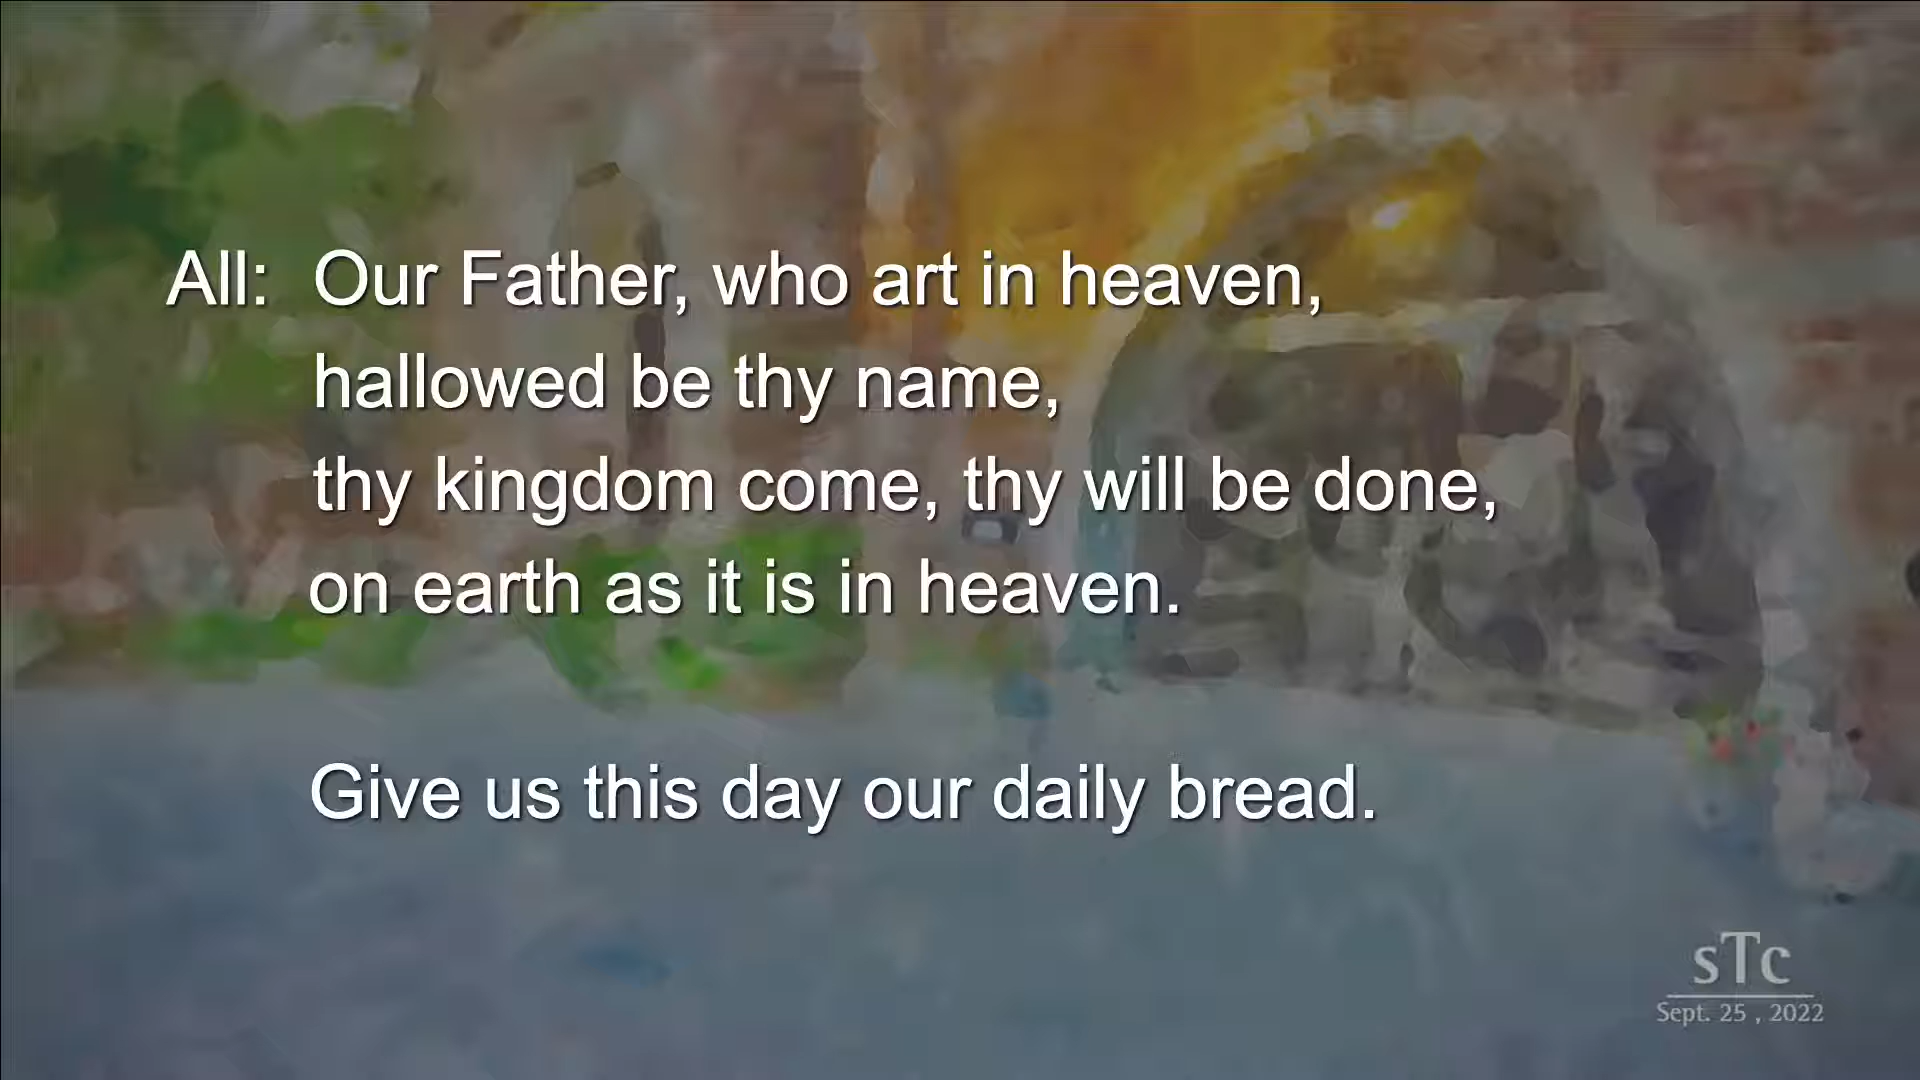 All: Our Father, who art in heaven,
hallowed be thy name,
thy kingdom come, thy will be done,
on earth as it is in heaven.
Give us this day our daily bread.
sTc
Sept. 25 , 2022